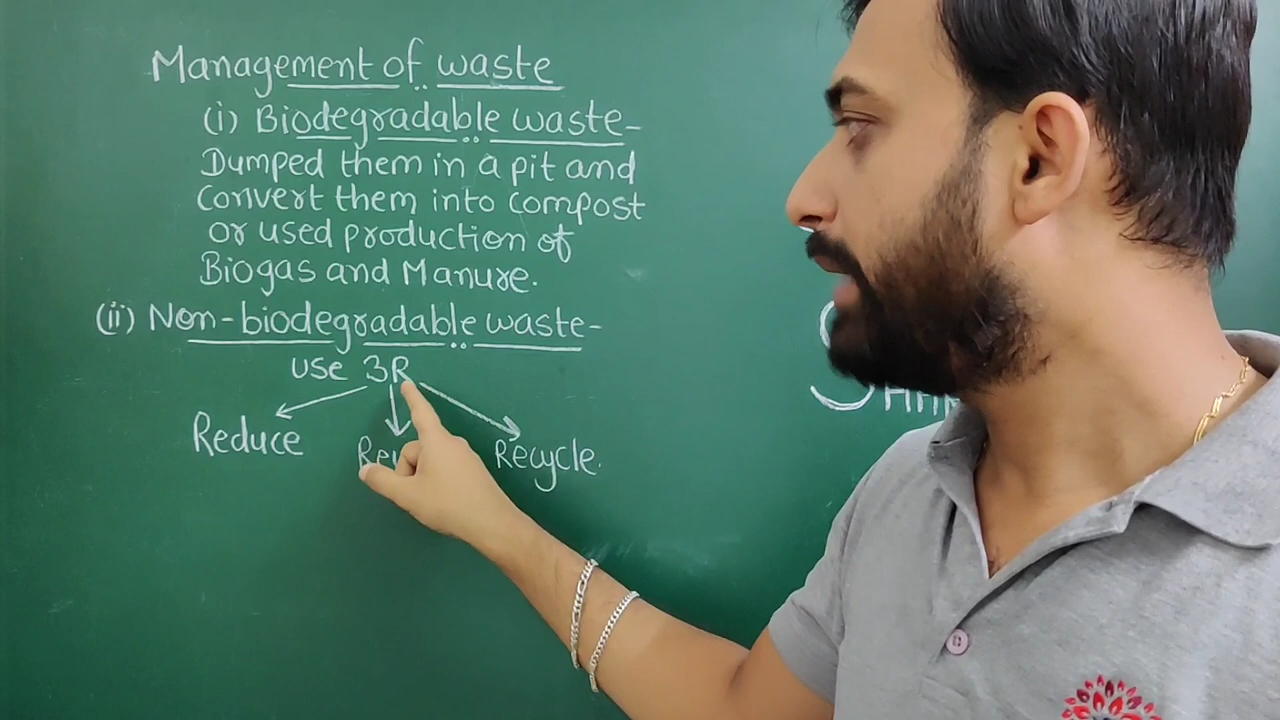 Management of waste
(i) Biodegradable waste-
Dumped them in a pit and
convert them into compost
or used production of
Biogas and Manure.
(ii) Non-biodegradable waste-
use 3R
Reduce Recycle.